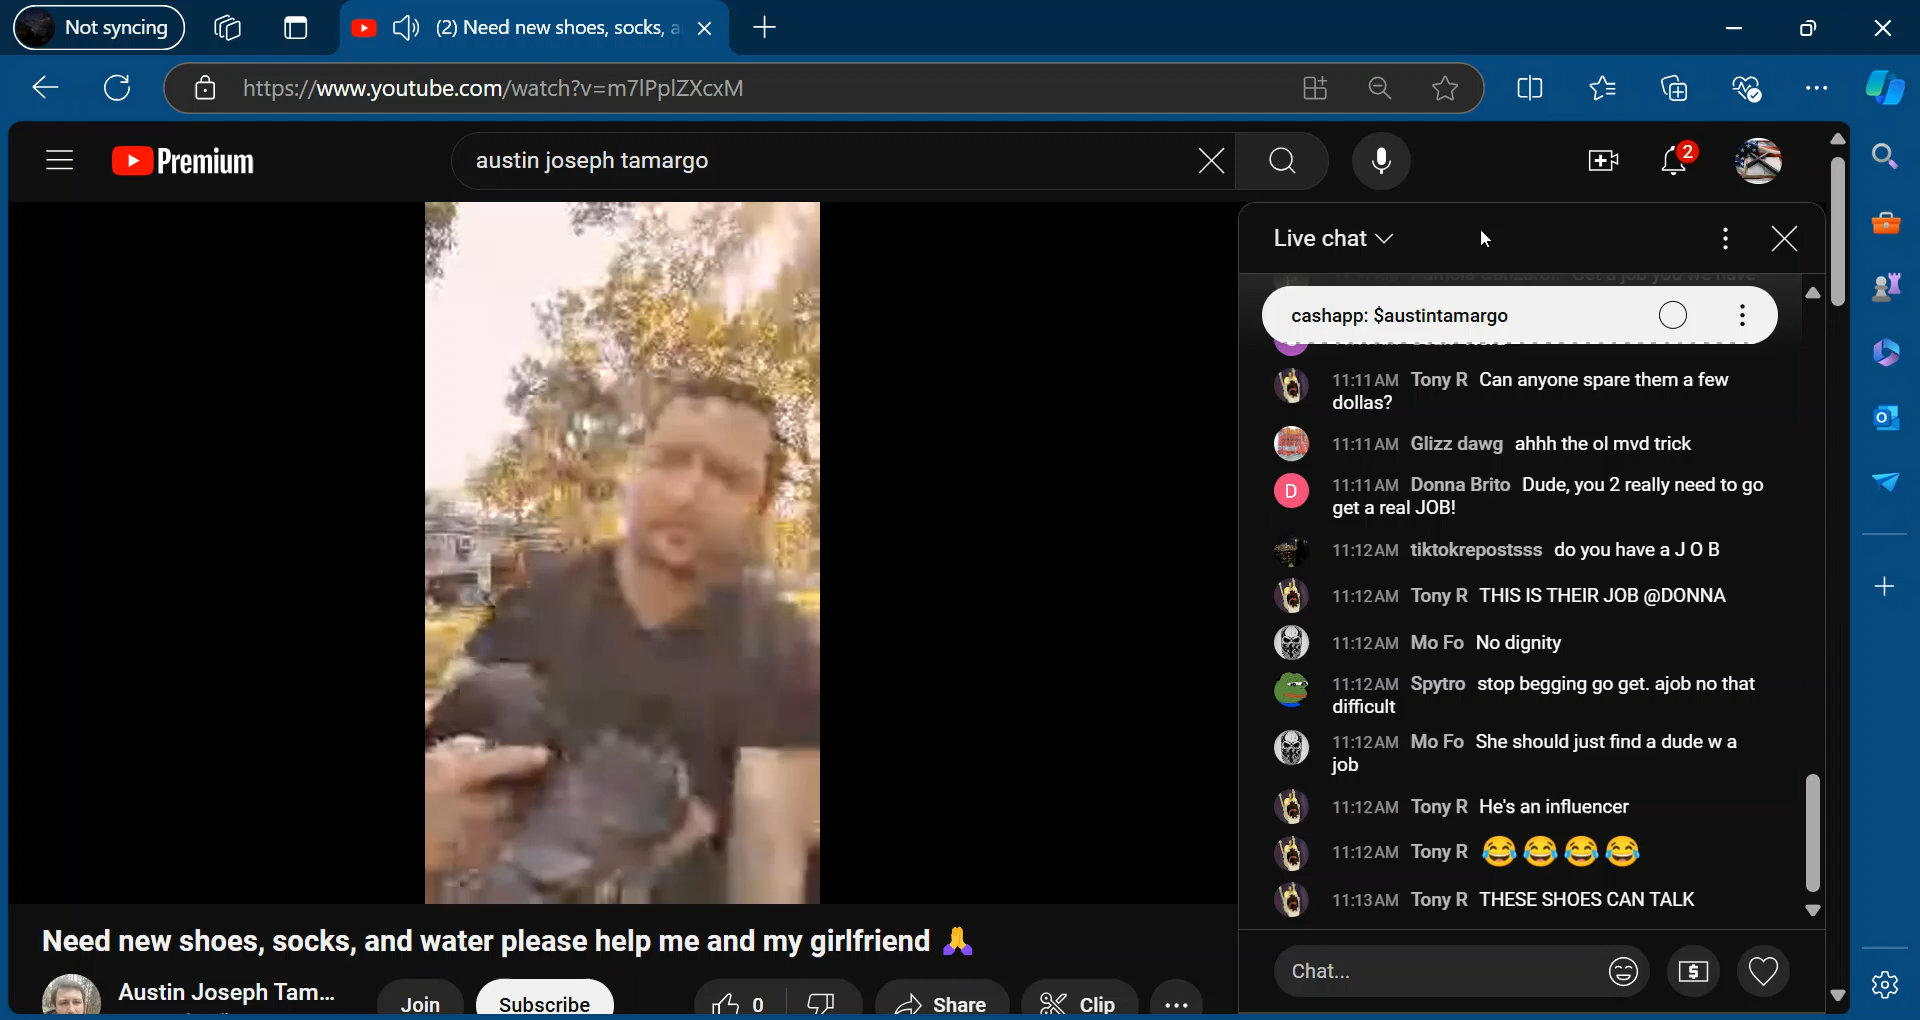 Not syncing
(2) Need new shoes, socks, a
https://www.youtube.com/watch?v=m7lPplZXcxM
Premium
austin joseph tamargo
2
Live chat
cashapp: $austintamargo
11:11 AM Tony R Can anyone spare them a few
dollas?
11:11 AM Glizz dawg ahhh the ol mvd trick
D 11:11 AM Donna Brito Dude, you 2 really need to go
get a real JOB!
11:12 AM tiktokrepostsss do you have a J O B
11:12 AM Tony R THIS IS THEIR JOB @DONNA
11:12 AM Mo Fo No dignity
11:12 AM Spytro stop begging go get. ajob no that
difficult
11:12 AM Mo Fo She should just find a dude w a
job
11:12 AM Tony R He's an influencer
11:12 AM Tony R 😂😂😂😂
11:13 AM Tony R THESE SHOES CAN TALK
Chat...
Need new shoes, socks, and water please help me and my girlfriend 🙏
Austin Joseph Tam...
Join
Subscribe
0
Share
Clip